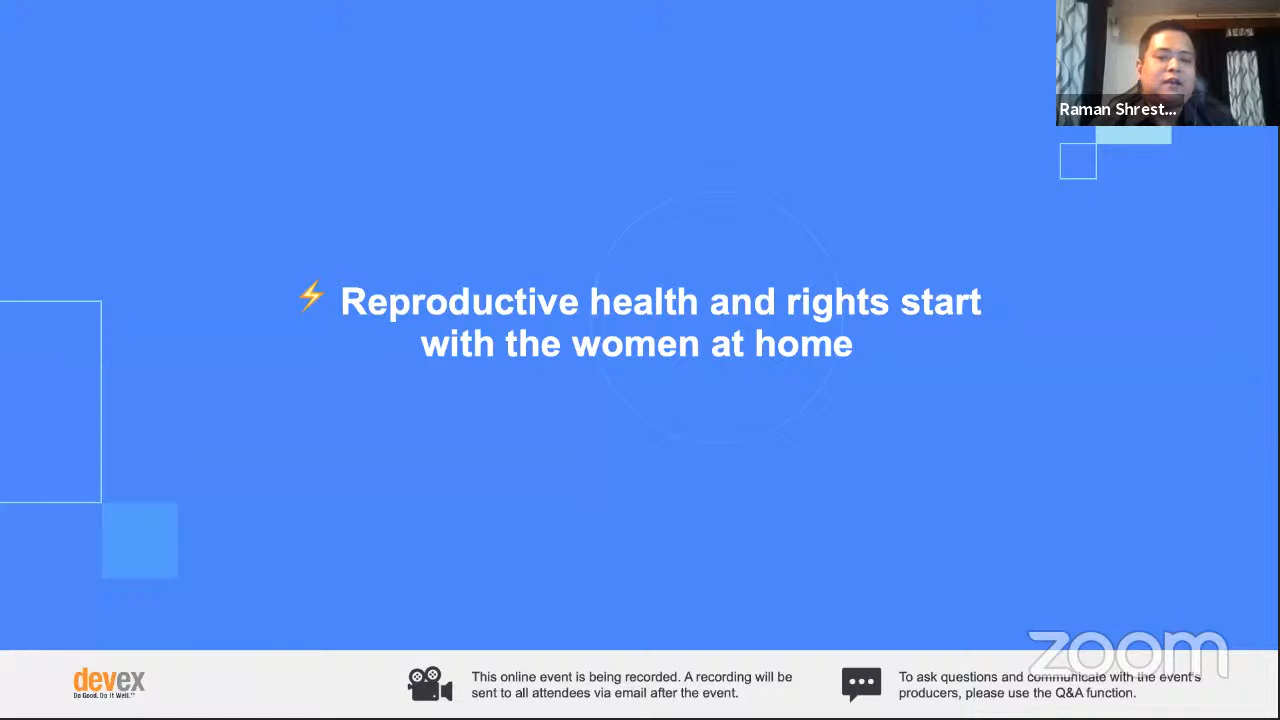 Raman Shrest...
⚡ Reproductive health and rights start
with the women at home
zoom
devex
Do Good. Do It Well.™
This online event is being recorded. A recording will be
sent to all attendees via email after the event.
To ask questions and communicate with the event's
producers, please use the Q&A function.